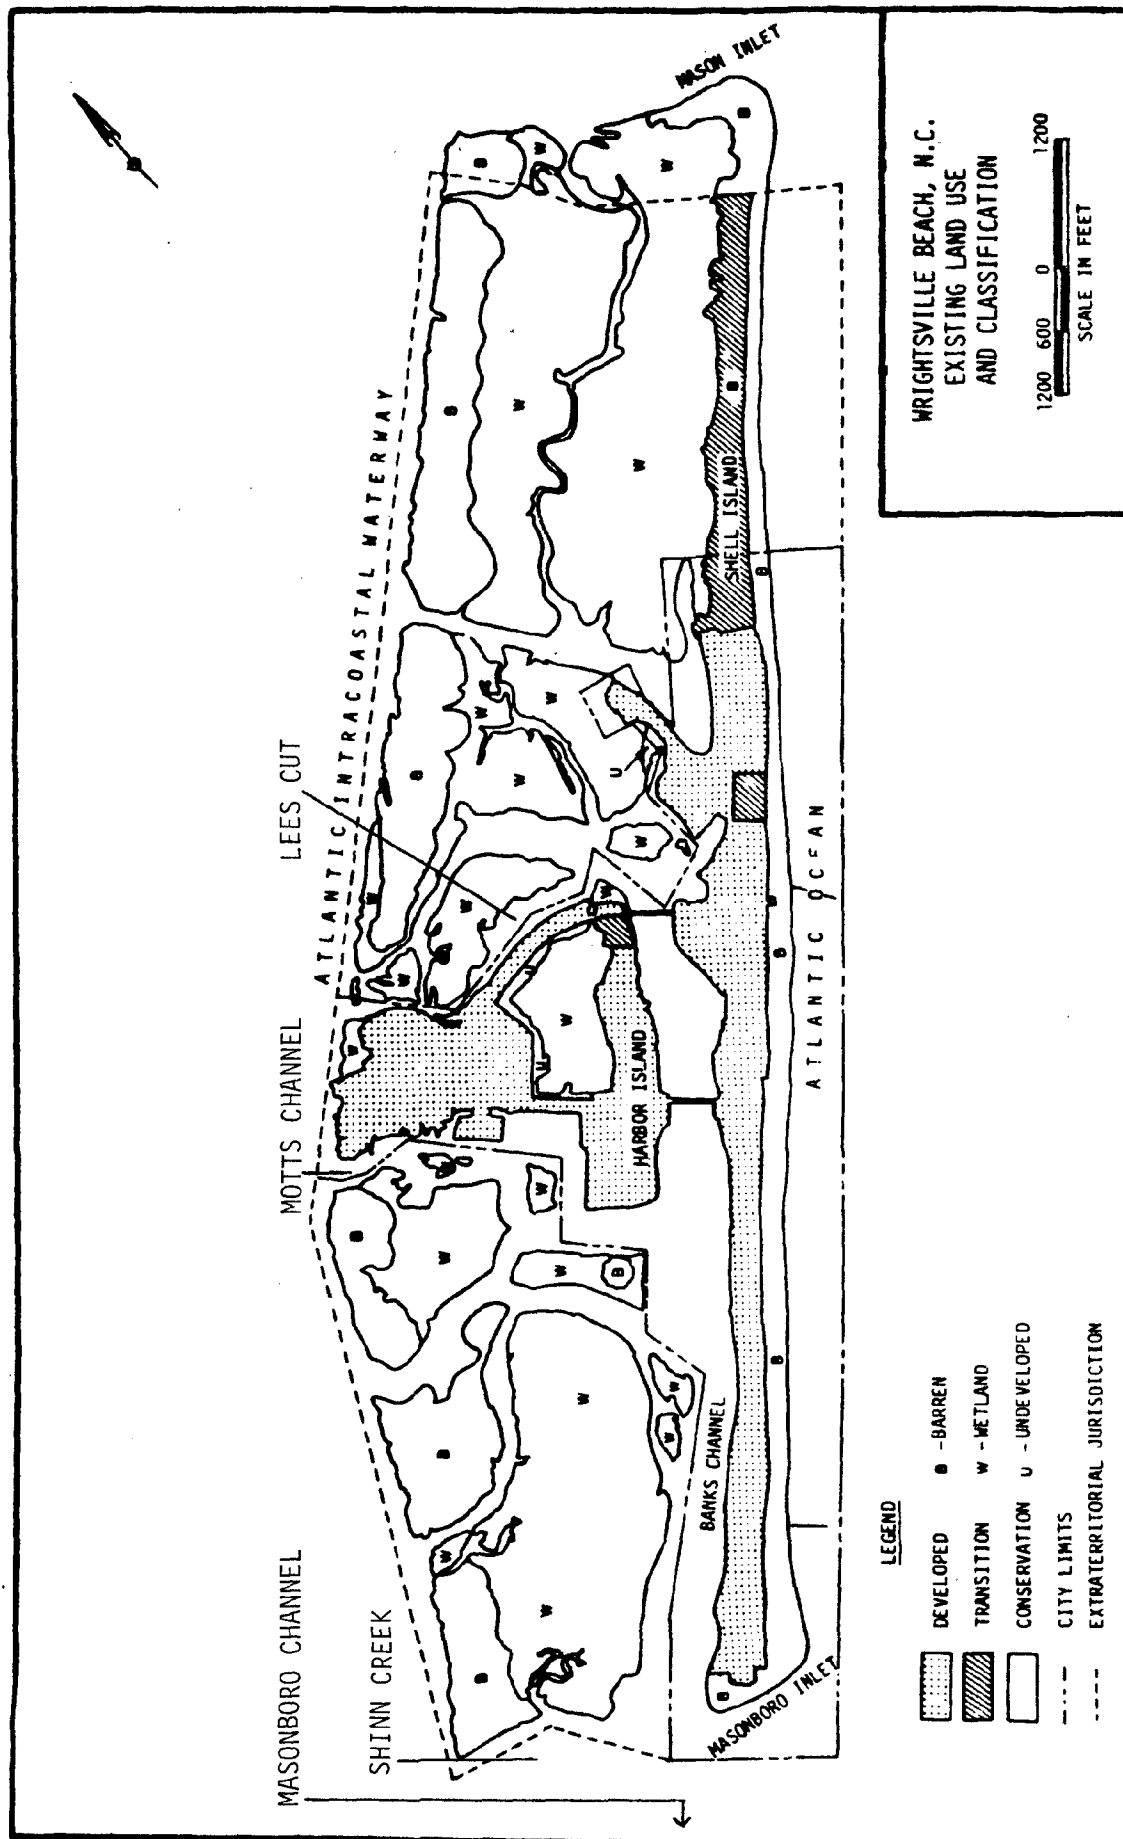 MASON INLET
ATLANTIC INTRACOASTAL WATERWAY
LEES CUT
MOTTS CHANNEL
MASONBORO CHANNEL
SHINN CREEK
SHELL ISLAND
HARBOR ISLAND
BANKS CHANNEL
MASONBORO INLET
ATLANTIC OCEAN
B
W
W
B
B
W
W
B
B
B
W
W
W
U
W
W
W
W
W
W
U
U
W
W
B
W
W
W
B
B
W
W
W
W
B
W
B
B
B
B
WRIGHTSVILLE BEACH, N.C.
EXISTING LAND USE
AND CLASSIFICATION
1200 600 0 1200
SCALE IN FEET
LEGEND
DEVELOPED B -BARREN
TRANSITION W -WETLAND
CONSERVATION U -UNDEVELOPED
CITY LIMITS
EXTRATERRITORIAL JURISDICTION